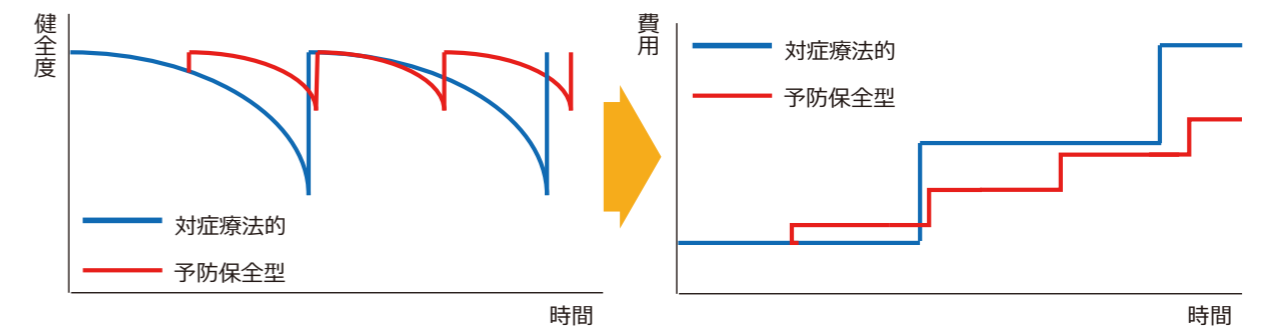 健全度
対症療法的
予防保全型
時間
費用
対症療法的
予防保全型
時間